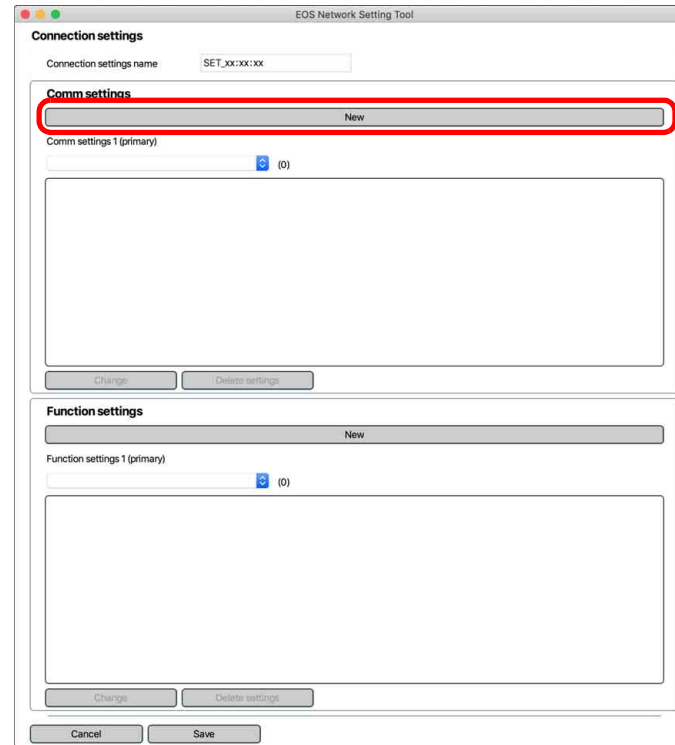 EOS Network Setting Tool
Connection settings
Connection settings name SET_xx:xx:xx
Comm settings
New
Comm settings 1 (primary)
(0)
Change Delete settings
Function settings
New
Function settings 1 (primary)
(0)
Change Delete settings
Cancel Save